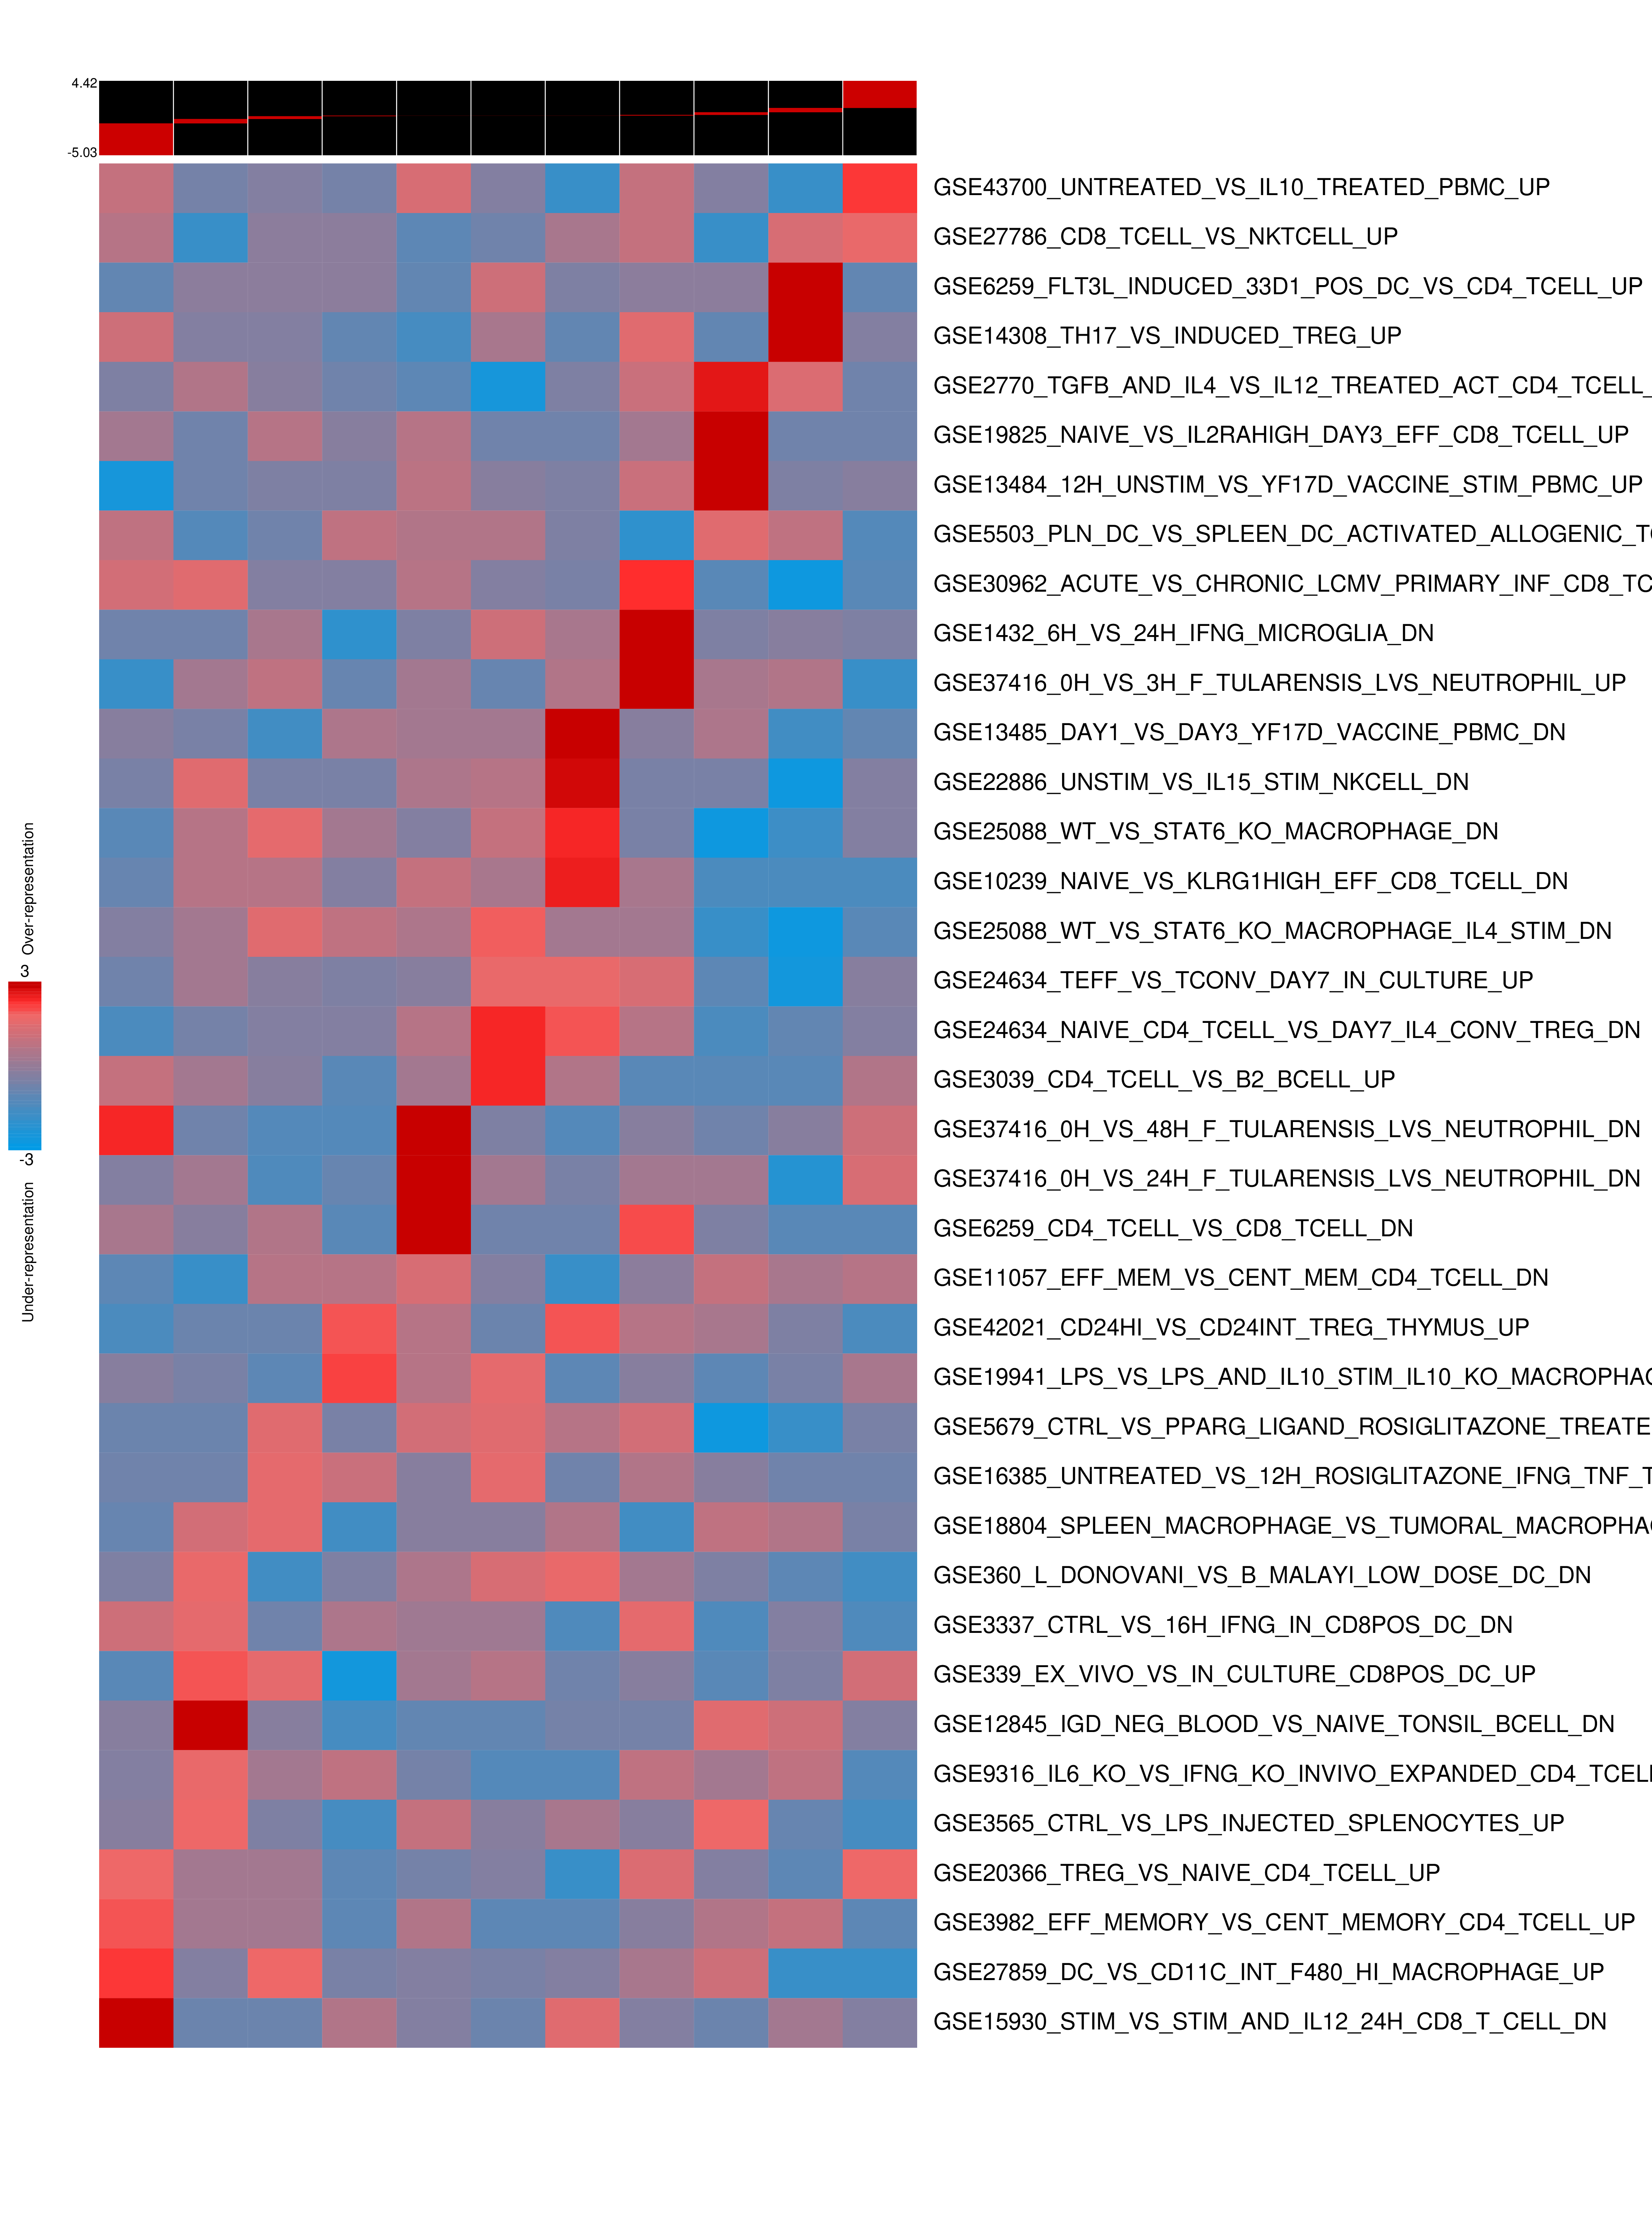 4.42
-5.03
GSE43700_UNTREATED_VS_IL10_TREATED_PBMC_UP
GSE27786_CD8_TCELL_VS_NKTCELL_UP
GSE6259_FLT3L_INDUCED_33D1_POS_DC_VS_CD4_TCELL_UP
GSE14308_TH17_VS_INDUCED_TREG_UP
GSE2770_TGFB_AND_IL4_VS_IL12_TREATED_ACT_CD4_TCELL_
GSE19825_NAIVE_VS_IL2RAHIGH_DAY3_EFF_CD8_TCELL_UP
GSE13484_12H_UNSTIM_VS_YF17D_VACCINE_STIM_PBMC_UP
GSE5503_PLN_DC_VS_SPLEEN_DC_ACTIVATED_ALLOGENIC_T
GSE30962_ACUTE_VS_CHRONIC_LCMV_PRIMARY_INF_CD8_TC
GSE1432_6H_VS_24H_IFNG_MICROGLIA_DN
GSE37416_0H_VS_3H_F_TULARENSIS_LVS_NEUTROPHIL_UP
GSE13485_DAY1_VS_DAY3_YF17D_VACCINE_PBMC_DN
GSE22886_UNSTIM_VS_IL15_STIM_NKCELL_DN
GSE25088_WT_VS_STAT6_KO_MACROPHAGE_DN
GSE10239_NAIVE_VS_KLRG1HIGH_EFF_CD8_TCELL_DN
GSE25088_WT_VS_STAT6_KO_MACROPHAGE_IL4_STIM_DN
GSE24634_TEFF_VS_TCONV_DAY7_IN_CULTURE_UP
GSE24634_NAIVE_CD4_TCELL_VS_DAY7_IL4_CONV_TREG_DN
GSE3039_CD4_TCELL_VS_B2_BCELL_UP
GSE37416_0H_VS_48H_F_TULARENSIS_LVS_NEUTROPHIL_DN
GSE37416_0H_VS_24H_F_TULARENSIS_LVS_NEUTROPHIL_DN
GSE6259_CD4_TCELL_VS_CD8_TCELL_DN
GSE11057_EFF_MEM_VS_CENT_MEM_CD4_TCELL_DN
GSE42021_CD24HI_VS_CD24INT_TREG_THYMUS_UP
GSE19941_LPS_VS_LPS_AND_IL10_STIM_IL10_KO_MACROPHAG
GSE5679_CTRL_VS_PPARG_LIGAND_ROSIGLITAZONE_TREATE
GSE16385_UNTREATED_VS_12H_ROSIGLITAZONE_IFNG_TNF_T
GSE18804_SPLEEN_MACROPHAGE_VS_TUMORAL_MACROPHAG
GSE360_L_DONOVANI_VS_B_MALAYI_LOW_DOSE_DC_DN
GSE3337_CTRL_VS_16H_IFNG_IN_CD8POS_DC_DN
GSE339_EX_VIVO_VS_IN_CULTURE_CD8POS_DC_UP
GSE12845_IGD_NEG_BLOOD_VS_NAIVE_TONSIL_BCELL_DN
GSE9316_IL6_KO_VS_IFNG_KO_INVIVO_EXPANDED_CD4_TCELL
GSE3565_CTRL_VS_LPS_INJECTED_SPLENOCYTES_UP
GSE20366_TREG_VS_NAIVE_CD4_TCELL_UP
GSE3982_EFF_MEMORY_VS_CENT_MEMORY_CD4_TCELL_UP
GSE27859_DC_VS_CD11C_INT_F480_HI_MACROPHAGE_UP
GSE15930_STIM_VS_STIM_AND_IL12_24H_CD8_T_CELL_DN
Over-representation
3
-3
Under-representation